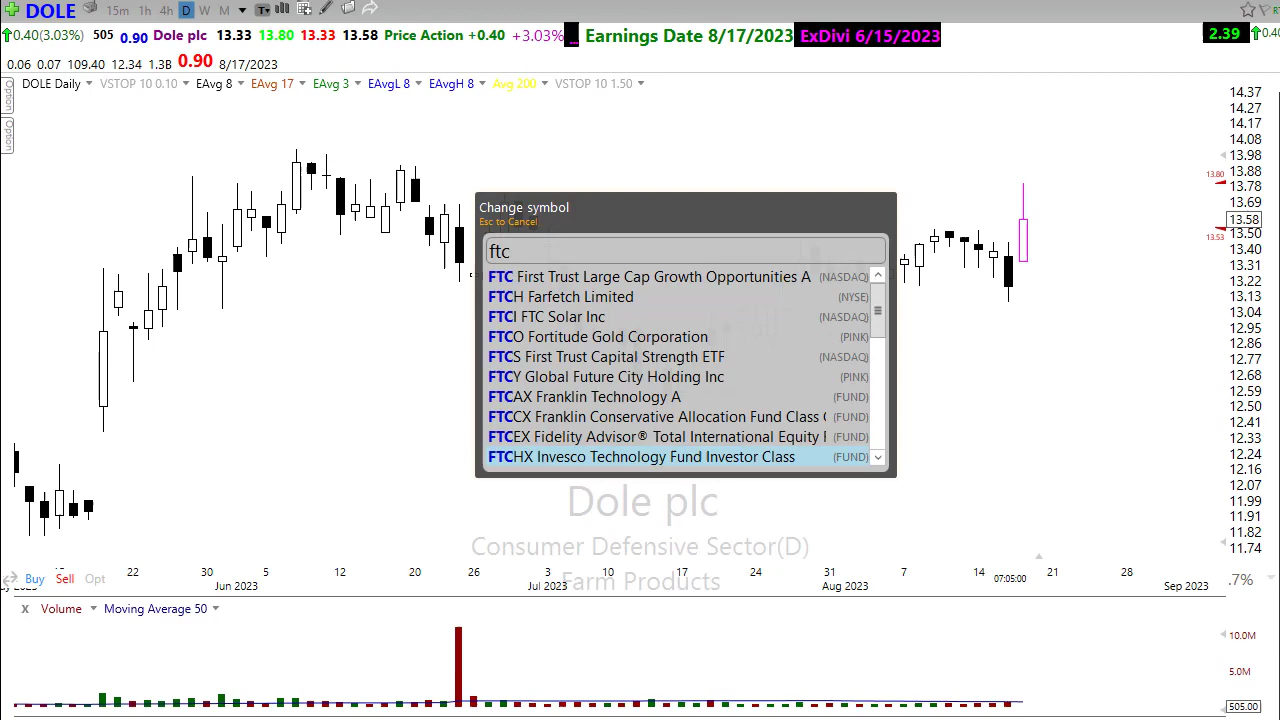 DOLE 15m 1h 4h D W M
0.40(3.03%) 505 0.90 Dole plc 13.33 13.80 13.33 13.58 Price Action +0.40 +3.03% Earnings Date 8/17/2023 ExDivi 6/15/2023 2.39 0.40
0.06 0.07 109.40 12.34 1.3B 0.90 8/17/2023
DOLE Daily VSTOP 10 0.10 EAvg 8 EAvg 17 EAvg 3 EAvgL 8 EAvgH 8 Avg 200 VSTOP 10 1.50
Option
Option
14.37
14.27
14.17
14.08
13.98
13.88
13.80
13.78
13.69
13.58
13.50
13.53
13.40
13.31
13.22
13.13
13.04
12.95
12.86
12.77
12.68
12.59
12.50
12.41
12.33
12.24
12.16
12.07
11.99
11.91
11.82
11.74
Change symbol
Esc to Cancel
ftc
FTC First Trust Large Cap Growth Opportunities A (NASDAQ)
FTCH Farfetch Limited (NYSE)
FTCI FTC Solar Inc (NASDAQ)
FTCO Fortitude Gold Corporation (PINK)
FTCS First Trust Capital Strength ETF (NASDAQ)
FTCY Global Future City Holding Inc (PINK)
FTCAX Franklin Technology A (FUND)
FTCCX Franklin Conservative Allocation Fund Class (FUND)
FTCEX Fidelity Advisor® Total International Equity (FUND)
FTCHX Invesco Technology Fund Investor Class (FUND)
Dole plc
Consumer Defensive Sector(D)
Farm Products
Buy Sell Opt
22 30 5 12 20 26 3 10 17 24 31 7 14 07:05:00 21 28
Jun 2023 Jul 2023 Aug 2023 Sep 2023
.7%
x Volume Moving Average 50
10.0M
5.0M
505.00